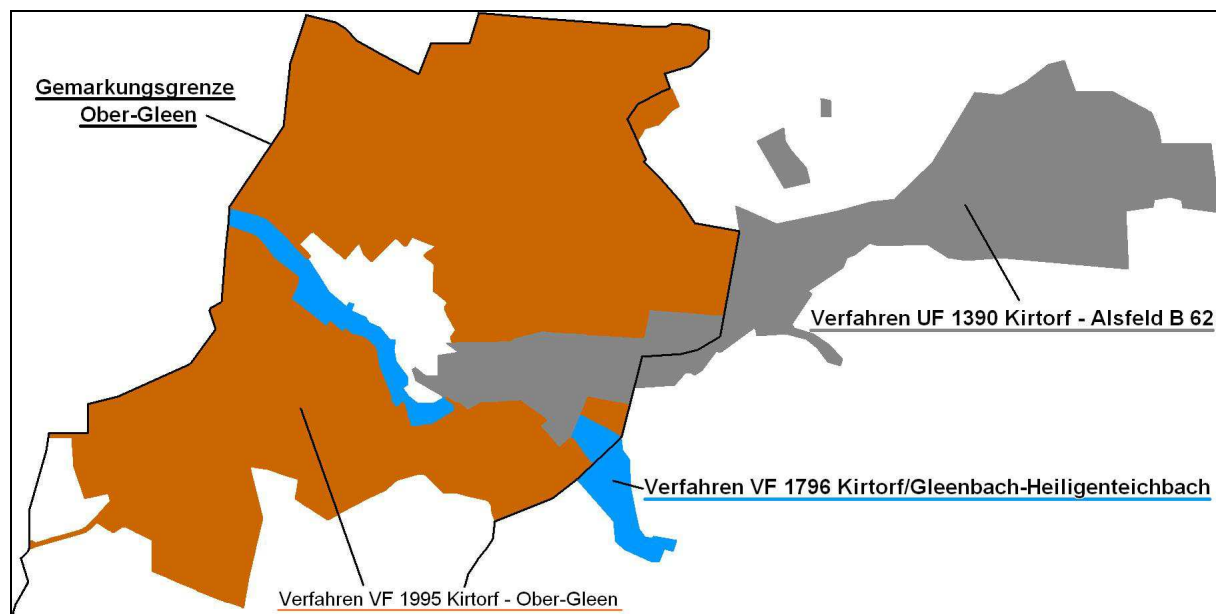 Gemarkungsgrenze
Ober-Gleen
Verfahren UF 1390 Kirtorf - Alsfeld B 62
Verfahren VF 1796 Kirtorf/Gleenbach-Heiligenteichbach
Verfahren VF 1995 Kirtorf - Ober-Gleen